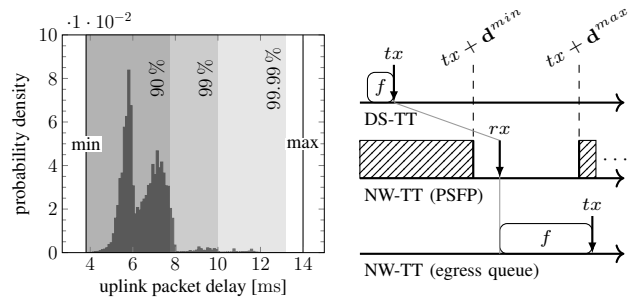 ·1 · 10⁻²
10
8
6
4
2
0
4
6
8
10
12
14
probability density
uplink packet delay [ms]
min
90 %
99 %
99.99 %
max
tx
tx + d^min
tx + d^max
f
DS-TT
rx
...
NW-TT (PSFP)
tx
f
NW-TT (egress queue)